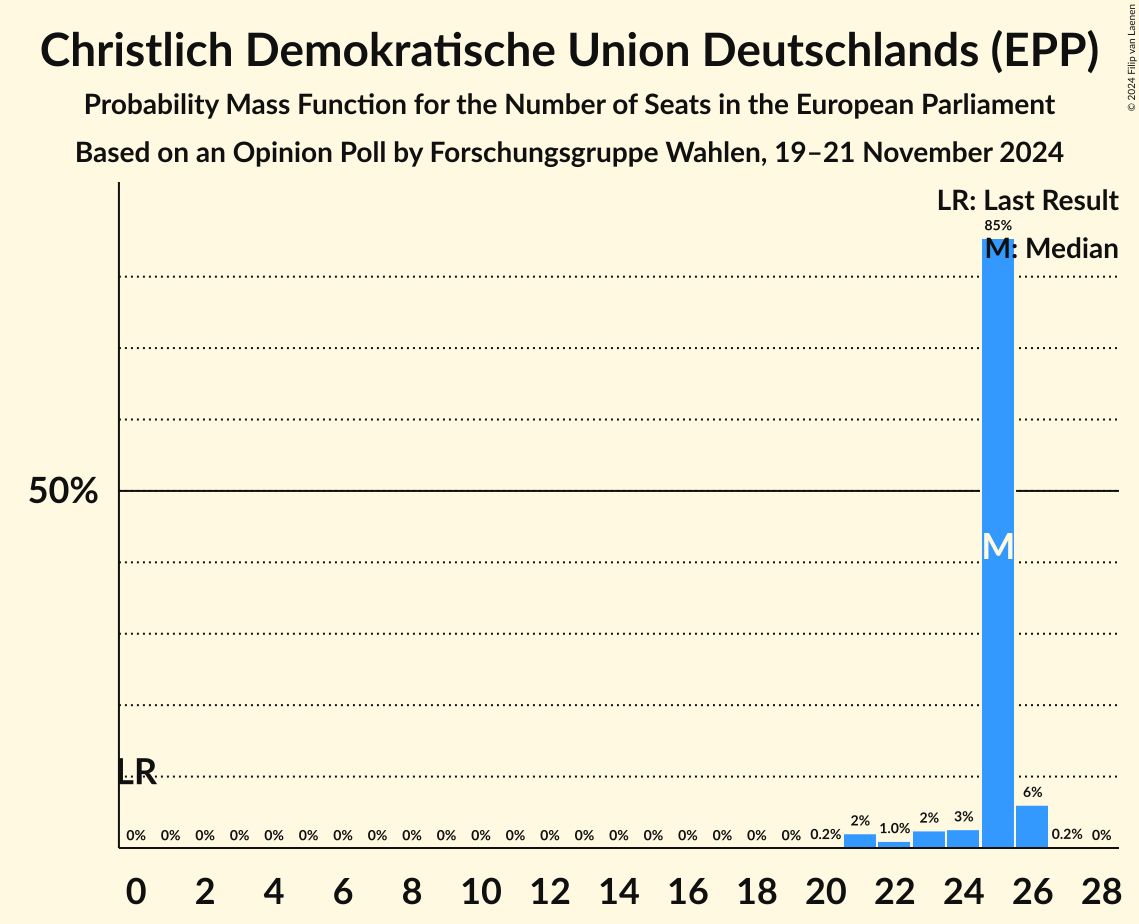 Christlich Demokratische Union Deutschlands (EPP)
Probability Mass Function for the Number of Seats in the European Parliament
Based on an Opinion Poll by Forschungsgruppe Wahlen, 19–21 November 2024
© 2024 Filip van Laenen
LR: Last Result
85%
M: Median
50%
M
LR
6%
0% 0% 0% 0% 0% 0% 0% 0% 0% 0% 0% 0% 0% 0% 0% 0% 0% 0% 0% 0% 0.2% 2% 1.0% 2% 3% 0.2% 0%
0 2 4 6 8 10 12 14 16 18 20 22 24 26 28